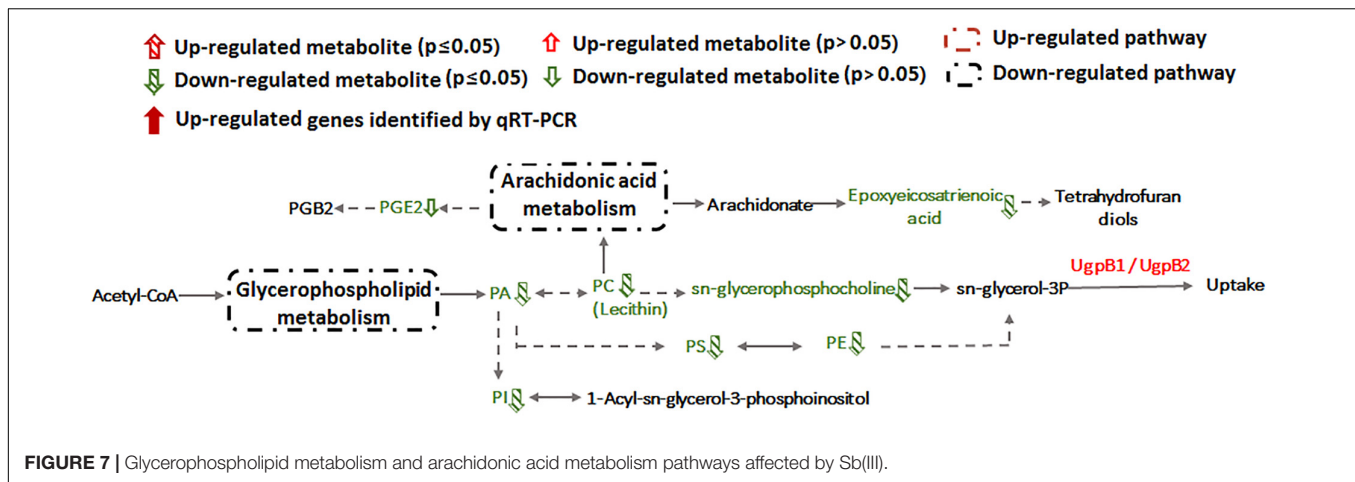 Up-regulated metabolite (p≤0.05)
Up-regulated metabolite (p>0.05)
Up-regulated pathway
Down-regulated metabolite (p≤0.05)
Down-regulated metabolite (p>0.05)
Down-regulated pathway
Up-regulated genes identified by qRT-PCR
PGB2
PGE2
Arachidonic acid
metabolism
Arachidonate
Epoxyeicosatrienoic
acid
Tetrahydrofuran
diols
Acetyl-CoA
Glycerophospholipid
metabolism
PA
PC
(Lecithin)
sn-glycerophosphocholine
sn-glycerol-3P
UgpB1/UgpB2
Uptake
PS
PE
PI
1-Acyl-sn-glycerol-3-phosphoinositol
FIGURE 7 | Glycerophospholipid metabolism and arachidonic acid metabolism pathways affected by Sb(III).